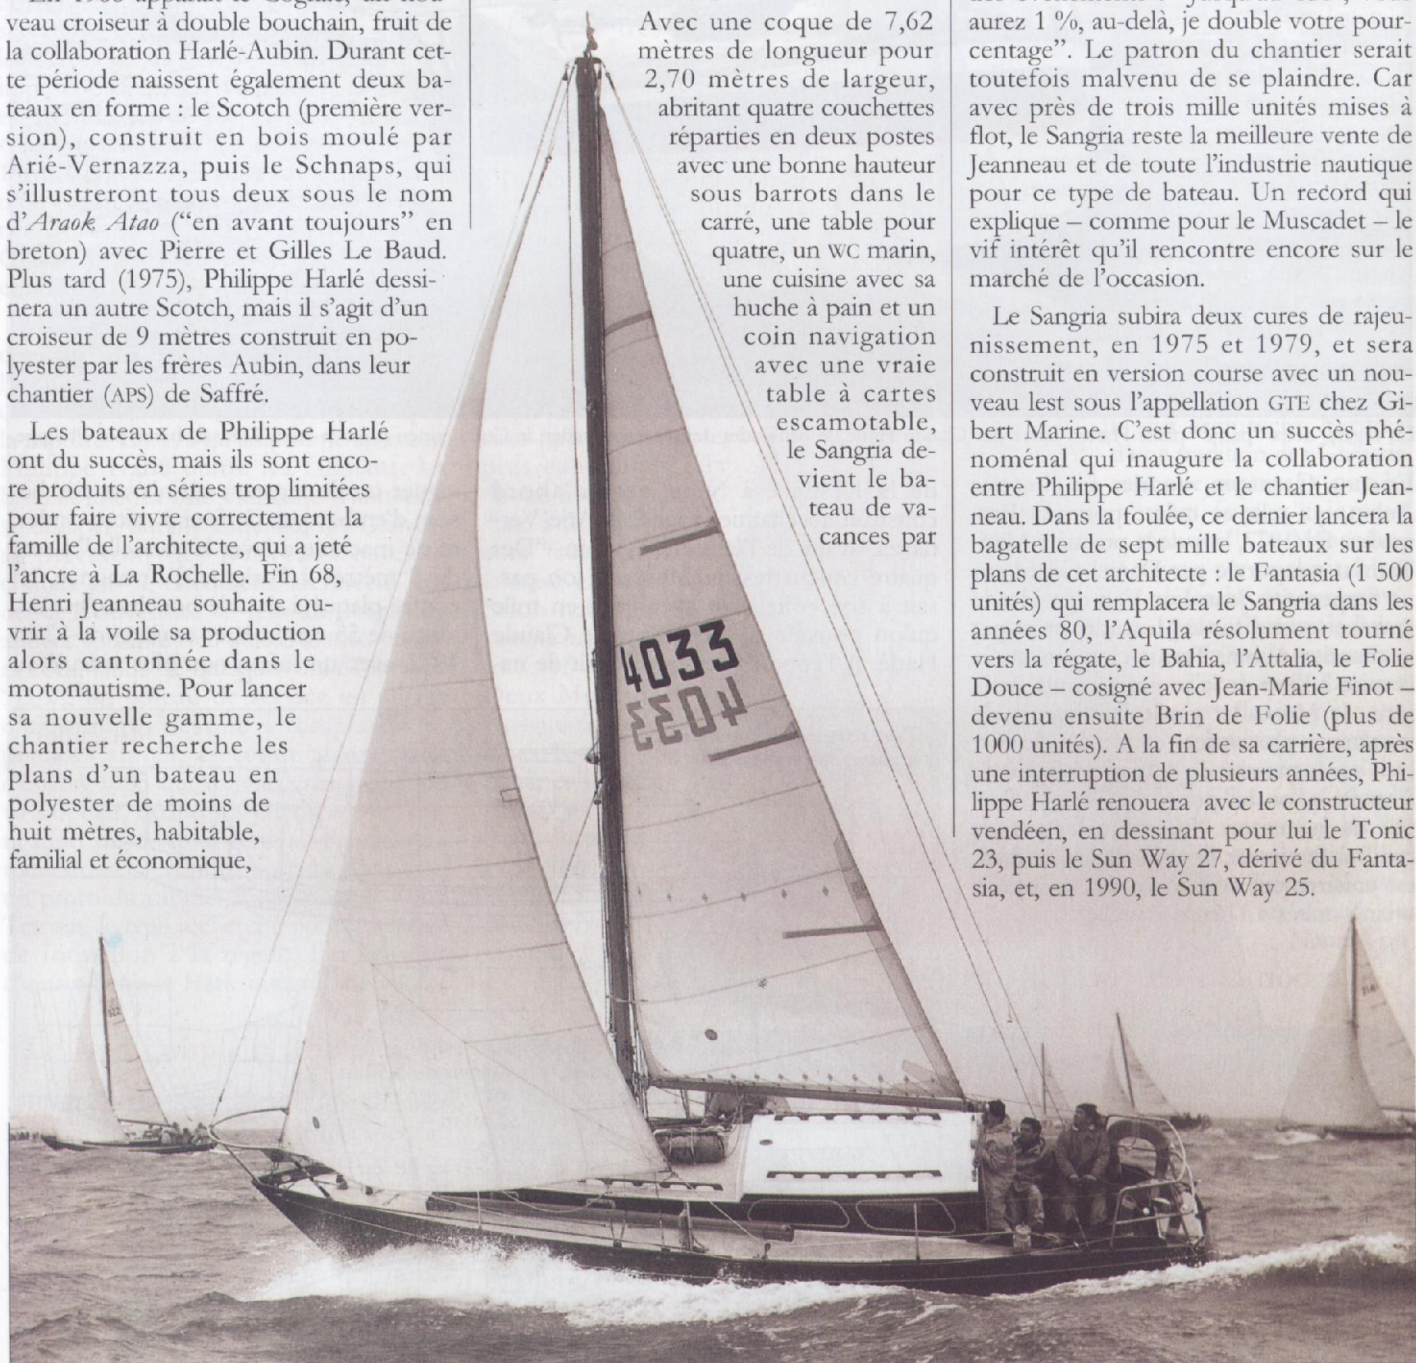 veau croiseur à double bouchain, fruit de
la collaboration Harlé-Aubin. Durant cet-
te période naissent également deux ba-
teaux en forme : le Scotch (première ver-
sion), construit en bois moulé par
Arié-Vernazza, puis le Schnaps, qui
s'illustreront tous deux sous le nom
d'Araok Atao (“en avant toujours” en
breton) avec Pierre et Gilles Le Baud.
Plus tard (1975), Philippe Harlé dessi-
nera un autre Scotch, mais il s'agit d'un
croiseur de 9 mètres construit en po-
lyester par les frères Aubin, dans leur
chantier (APS) de Saffré.
Les bateaux de Philippe Harlé
ont du succès, mais ils sont enco-
re produits en séries trop limitées
pour faire vivre correctement la
famille de l'architecte, qui a jeté
l'ancre à La Rochelle. Fin 68,
Henri Jeanneau souhaite ou-
vrir à la voile sa production
alors cantonnée dans le
motonautisme. Pour lancer
sa nouvelle gamme, le
chantier recherche les
plans d'un bateau en
polyester de moins de
huit mètres, habitable,
familial et économique,
Avec une coque de 7,62
mètres de longueur pour
2,70 mètres de largeur,
abritant quatre couchettes
réparties en deux postes
avec une bonne hauteur
sous barrots dans le
carré, une table pour
quatre, un WC marin,
une cuisine avec sa
huche à pain et un
coin navigation
avec une vraie
table à cartes
escamotable,
le Sangria de-
vient le ba-
teau de va-
cances par
aurez 1 %, au-delà, je double votre pour-
centage”. Le patron du chantier serait
toutefois malvenu de se plaindre. Car
avec près de trois mille unités mises à
flot, le Sangria reste la meilleure vente de
Jeanneau et de toute l'industrie nautique
pour ce type de bateau. Un record qui
explique – comme pour le Muscadet – le
vif intérêt qu'il rencontre encore sur le
marché de l'occasion.
Le Sangria subira deux cures de rajeu-
nissement, en 1975 et 1979, et sera
construit en version course avec un nou-
veau lest sous l'appellation GTE chez Gi-
bert Marine. C'est donc un succès phé-
noménal qui inaugure la collaboration
entre Philippe Harlé et le chantier Jean-
neau. Dans la foulée, ce dernier lancera la
bagatelle de sept mille bateaux sur les
plans de cet architecte : le Fantasia (1 500
unités) qui remplacera le Sangria dans les
années 80, l'Aquila résolument tourné
vers la régate, le Bahia, l'Attalia, le Folie
Douce – cosigné avec Jean-Marie Finot –
devenu ensuite Brin de Folie (plus de
1000 unités). A la fin de sa carrière, après
une interruption de plusieurs années, Phi-
lippe Harlé renouera avec le constructeur
vendéen, en dessinant pour lui le Tonic
23, puis le Sun Way 27, dérivé du Fanta-
sia, et, en 1990, le Sun Way 25.
4033
4033